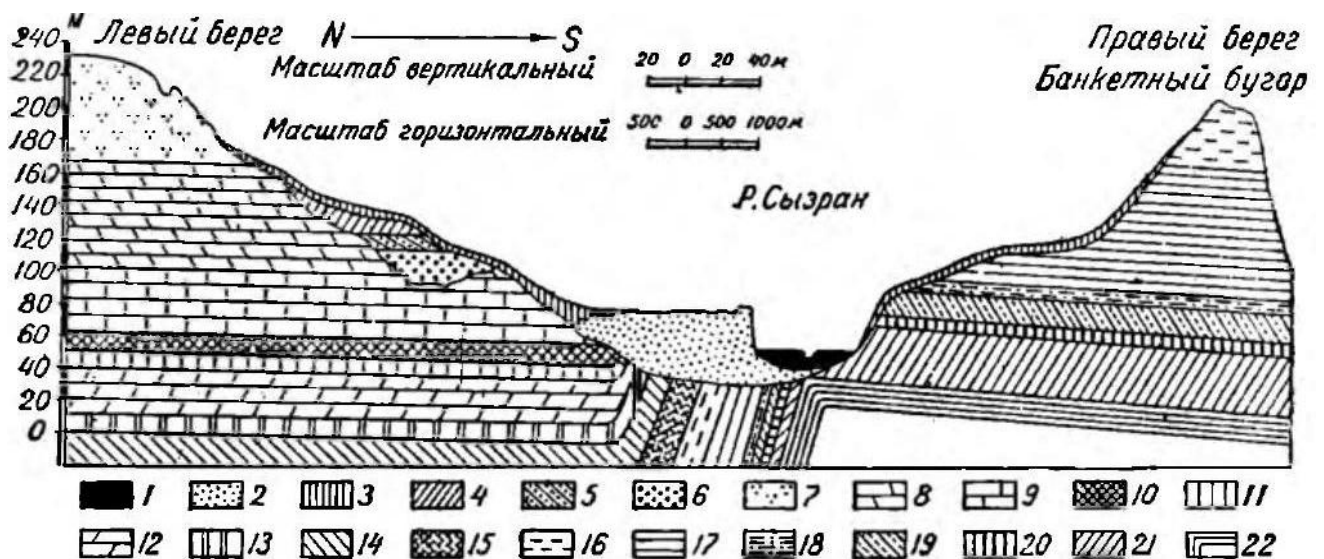 м
Левый берег N S
Правый берег
Банкетный бугор
Масштаб вертикальный 20 0 20 40м
Масштаб горизонтальный 500 0 500 1000м
Р.Сызран
240
220
200
180
160
140
120
100
80
60
40
20
0
1 2 3 4 5 6 7 8 9 10 11
12 13 14 15 16 17 18 19 20 21 22